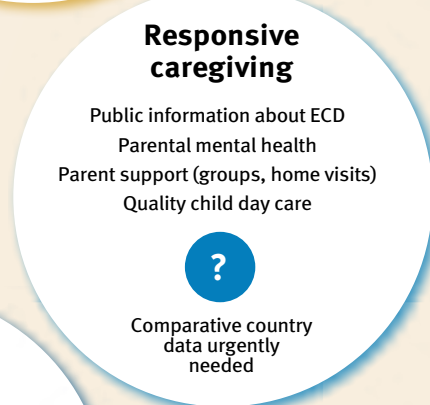 Responsive
caregiving
Public information about ECD
Parental mental health
Parent support (groups, home visits)
Quality child day care
?
Comparative country
data urgently
needed